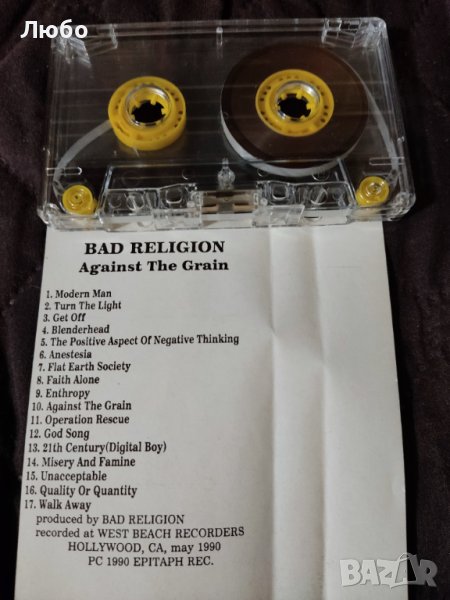 Любо
BAD RELIGION
Against The Grain
1. Modern Man
2. Turn The Light
3. Get Off
4. Blenderhead
5. The Positive Aspect Of Negative Thinking
6. Anestesia
7. Flat Earth Society
8. Faith Alone
9. Enthropy
10. Against The Grain
11. Operation Rescue
12. God Song
13. 21th Century(Digital Boy)
14. Misery And Famine
15. Unacceptable
16. Quality Or Quantity
17. Walk Away
produced by BAD RELIGION
recorded at WEST BEACH RECORDERS
HOLLYWOOD, CA, may 1990
PC 1990 EPITAPH REC.
BAZAR